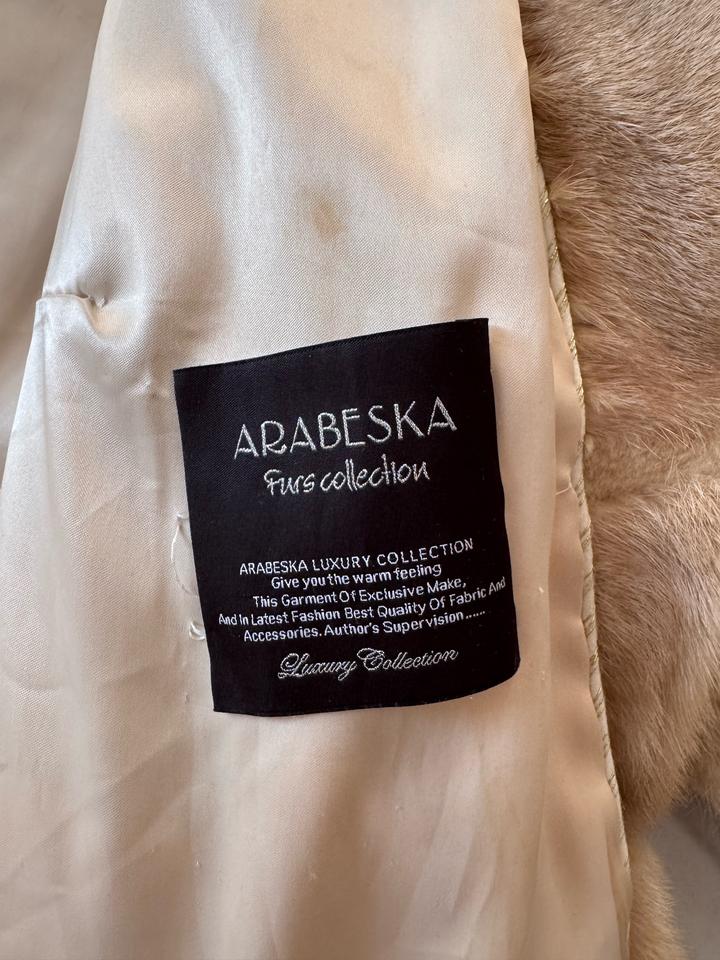 ARABESKA
Furs collection
ARABESKA LUXURY COLLECTION
Give you the warm feeling
This Garment Of Exclusive Make,
And In Latest Fashion Best Quality Of Fabric And
Accessories. Author's Supervision .....
Luxury Collection